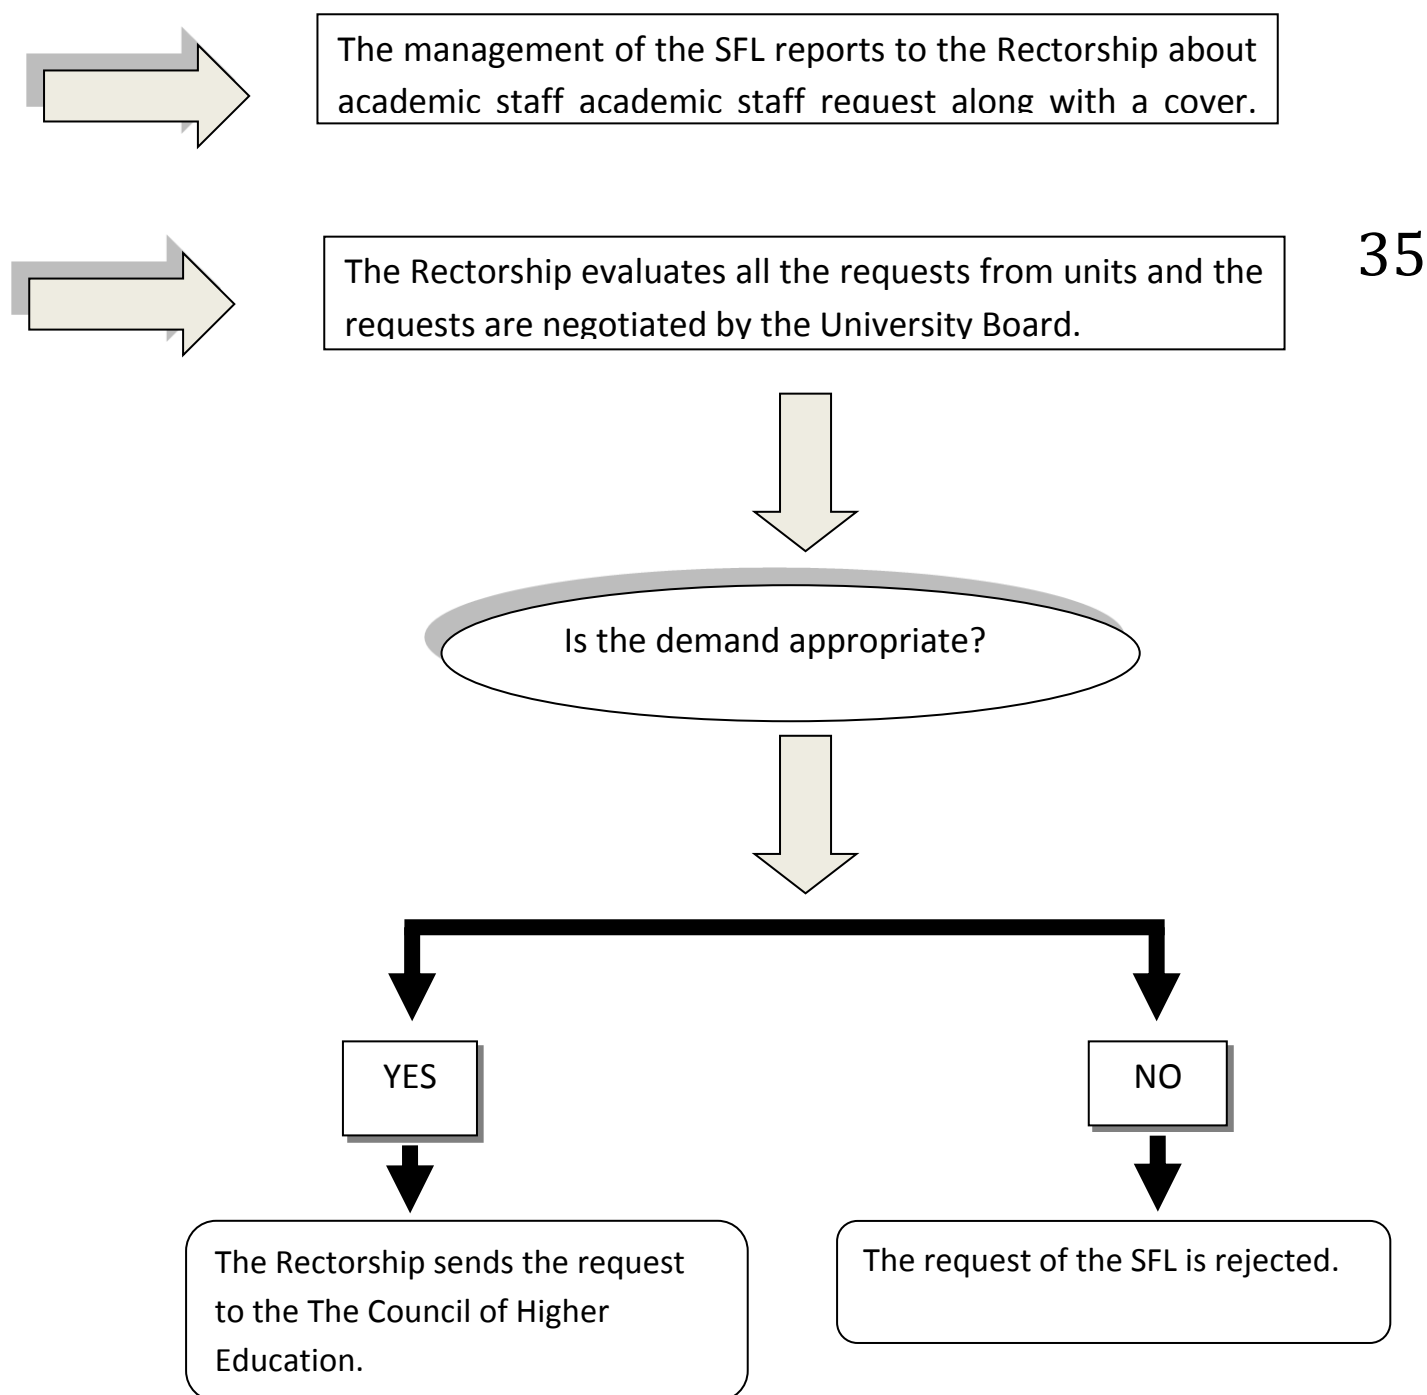 The management of the SFL reports to the Rectorship about
academic staff academic staff request along with a cover.
35
The Rectorship evaluates all the requests from units and the
requests are negotiated by the University Board.
Is the demand appropriate?
YES
NO
The Rectorship sends the request
to the The Council of Higher
Education.
The request of the SFL is rejected.